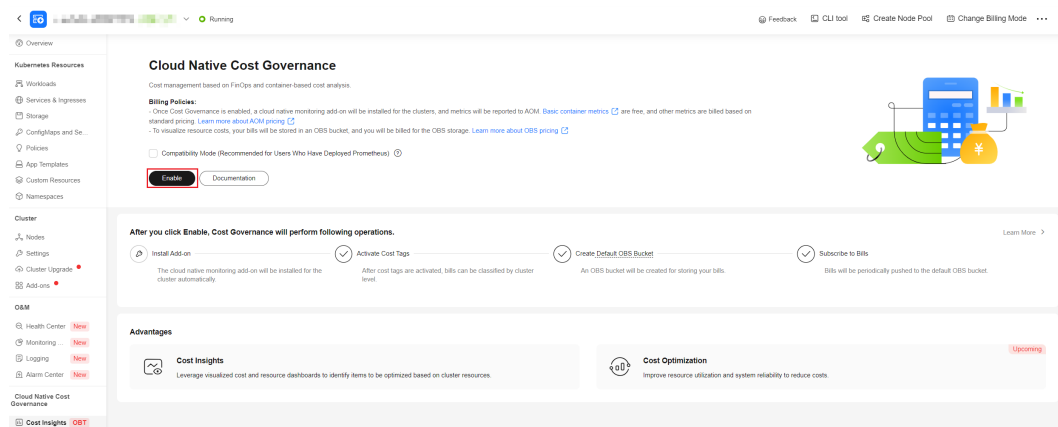 Running
Feedback
CLI tool
Create Node Pool
Change Billing Mode
Overview
Kubernetes Resources
Workloads
Services & Ingresses
Storage
ConfigMaps and Se...
Policies
App Templates
Custom Resources
Namespaces
Cluster
Nodes
Settings
Cluster Upgrade
Add-ons
O&M
Health Center New
Monitoring ... New
Logging New
Alarm Center New
Cloud Native Cost
Governance
Cost Insights OBT
Cloud Native Cost Governance
Cost management based on FinOps and container-based cost analysis.
Billing Policies:
- Once Cost Governance is enabled, a cloud native monitoring add-on will be installed for the clusters, and metrics will be reported to AOM. Basic container metrics are free, and other metrics are billed based on
standard pricing. Learn more about AOM pricing
- To visualize resource costs, your bills will be stored in an OBS bucket, and you will be billed for the OBS storage. Learn more about OBS pricing
Compatibility Mode (Recommended for Users Who Have Deployed Prometheus)
Enable
Documentation
¥
After you click Enable, Cost Governance will perform following operations.
Learn More
Install Add-on
The cloud native monitoring add-on will be installed for the
cluster automatically.
Activate Cost Tags
After cost tags are activated, bills can be classified by cluster
level.
Create Default OBS Bucket
An OBS bucket will be created for storing your bills.
Subscribe to Bills
Bills will be periodically pushed to the default OBS bucket.
Advantages
Cost Insights
Leverage visualized cost and resource dashboards to identify items to be optimized based on cluster resources.
Upcoming
Cost Optimization
Improve resource utilization and system reliability to reduce costs.